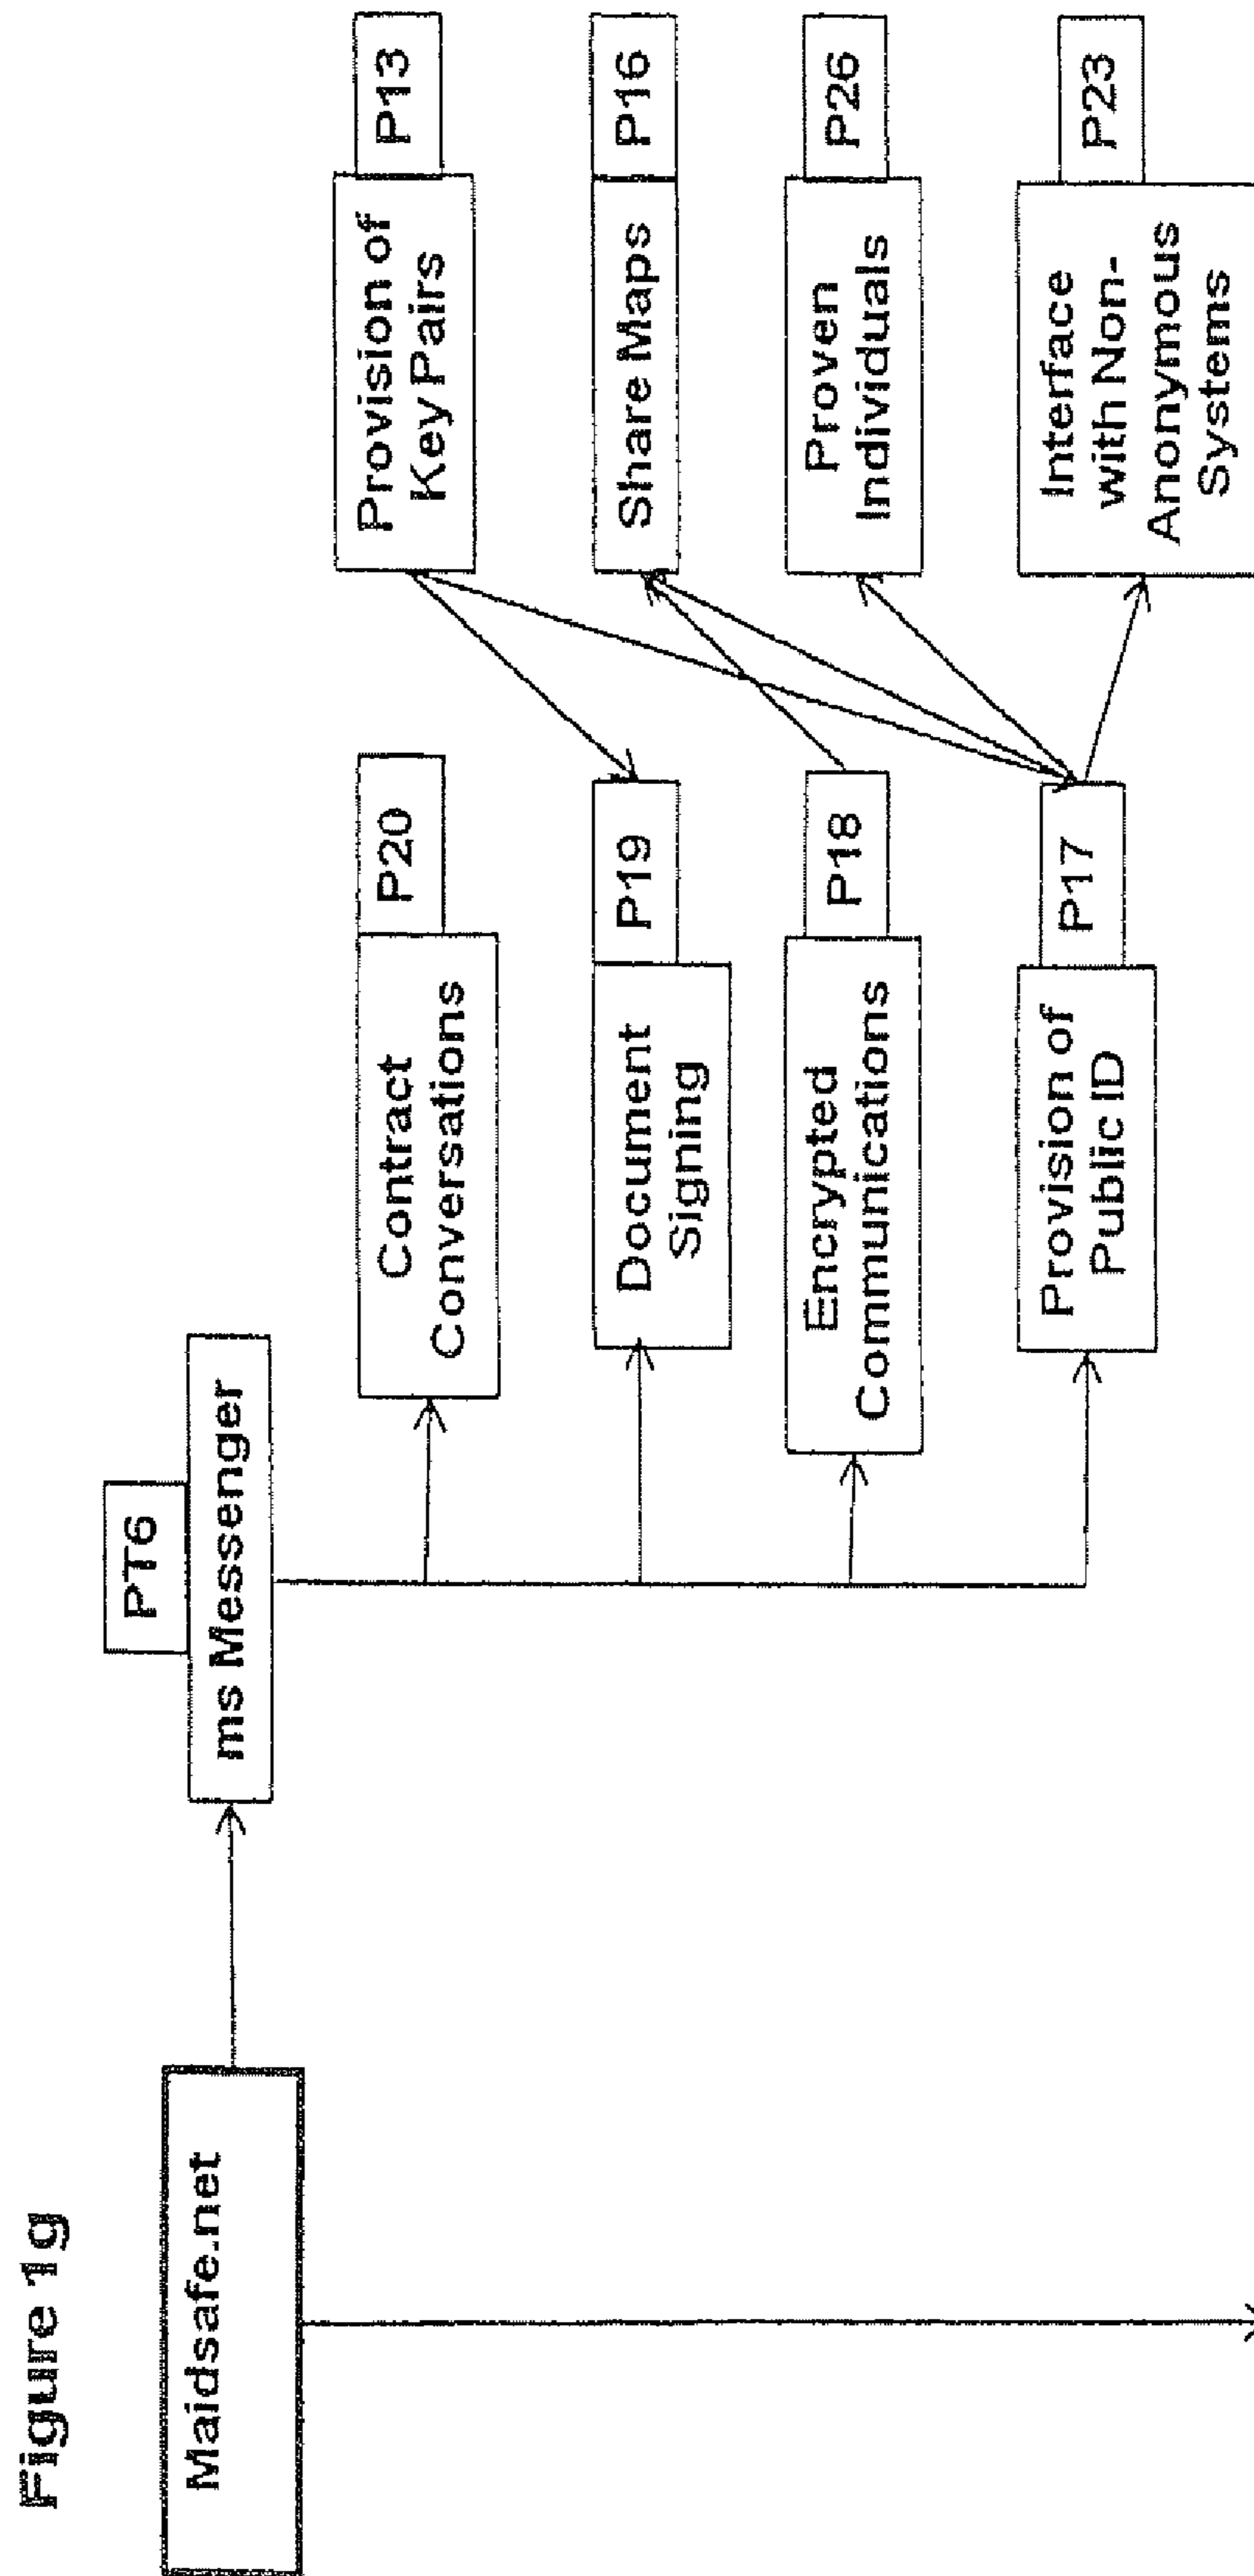 Figure 1g
Maidsafe.net
PT6
ms Messenger
Contract
Conversations
P20
Document
Signing
P19
Encrypted
Communications
P18
Provision of
Public ID
P17
Provision of
Key Pairs
P13
Share Maps
P16
Proven
Individuals
P26
Interface
with Non-
Anonymous
Systems
P23